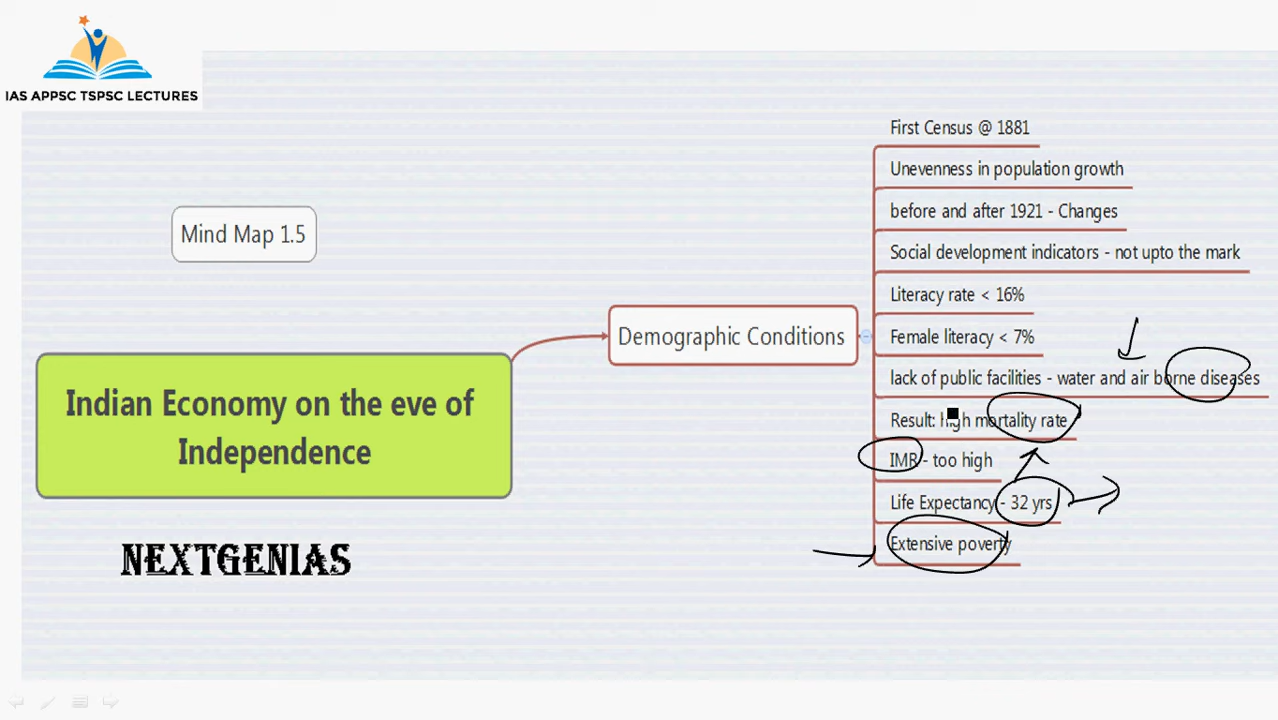 IAS APPSC TSPSC LECTURES
Mind Map 1.5
Indian Economy on the eve of
Independence
NEXTGENIAS
Demographic Conditions
First Census @ 1881
Unevenness in population growth
before and after 1921 - Changes
Social development indicators - not upto the mark
Literacy rate < 16%
Female literacy < 7%
lack of public facilities - water and air borne diseases
Result: high mortality rate
IMR - too high
Life Expectancy - 32 yrs
Extensive poverty